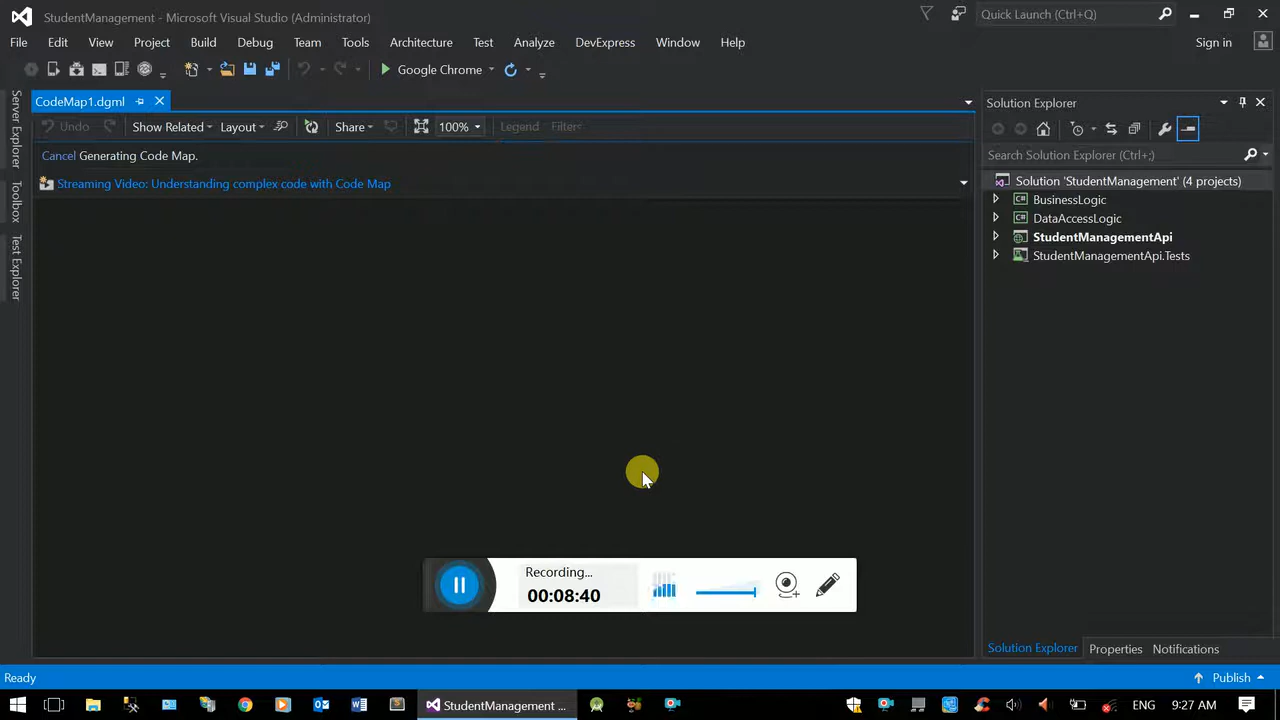 StudentManagement - Microsoft Visual Studio (Administrator)
Quick Launch (Ctrl+Q)
File Edit View Project Build Debug Team Tools Architecture Test Analyze DevExpress Window Help
Sign in
Google Chrome
CodeMap1.dgml
Undo Show Related Layout Share 100% Legend Filters
Cancel Generating Code Map.
Streaming Video: Understanding complex code with Code Map
Server Explorer
Toolbox
Test Explorer
Solution Explorer
Search Solution Explorer (Ctrl+;)
Solution 'StudentManagement' (4 projects)
BusinessLogic
DataAccessLogic
StudentManagementApi
StudentManagementApi.Tests
Recording...
00:08:40
Solution Explorer Properties Notifications
Ready
Publish
StudentManagement ...
ENG 9:27 AM